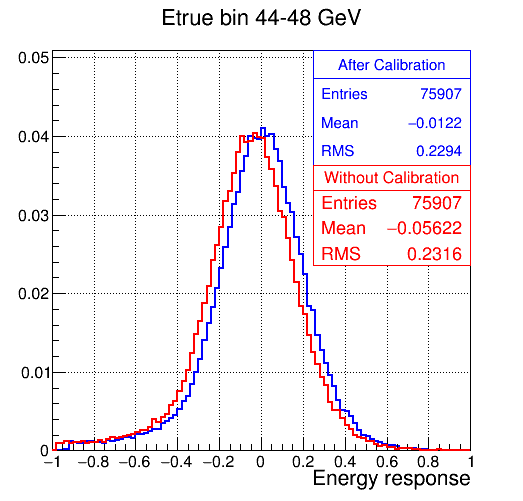 Etrue bin 44-48 GeV
After Calibration
Entries 75907
Mean −0.0122
RMS 0.2294
Without Calibration
Entries 75907
Mean −0.05622
RMS 0.2316
0.05
0.04
0.03
0.02
0.01
0
−1 −0.8 −0.6 −0.4 −0.2 0 0.2 0.4 0.6 0.8 1
Energy response